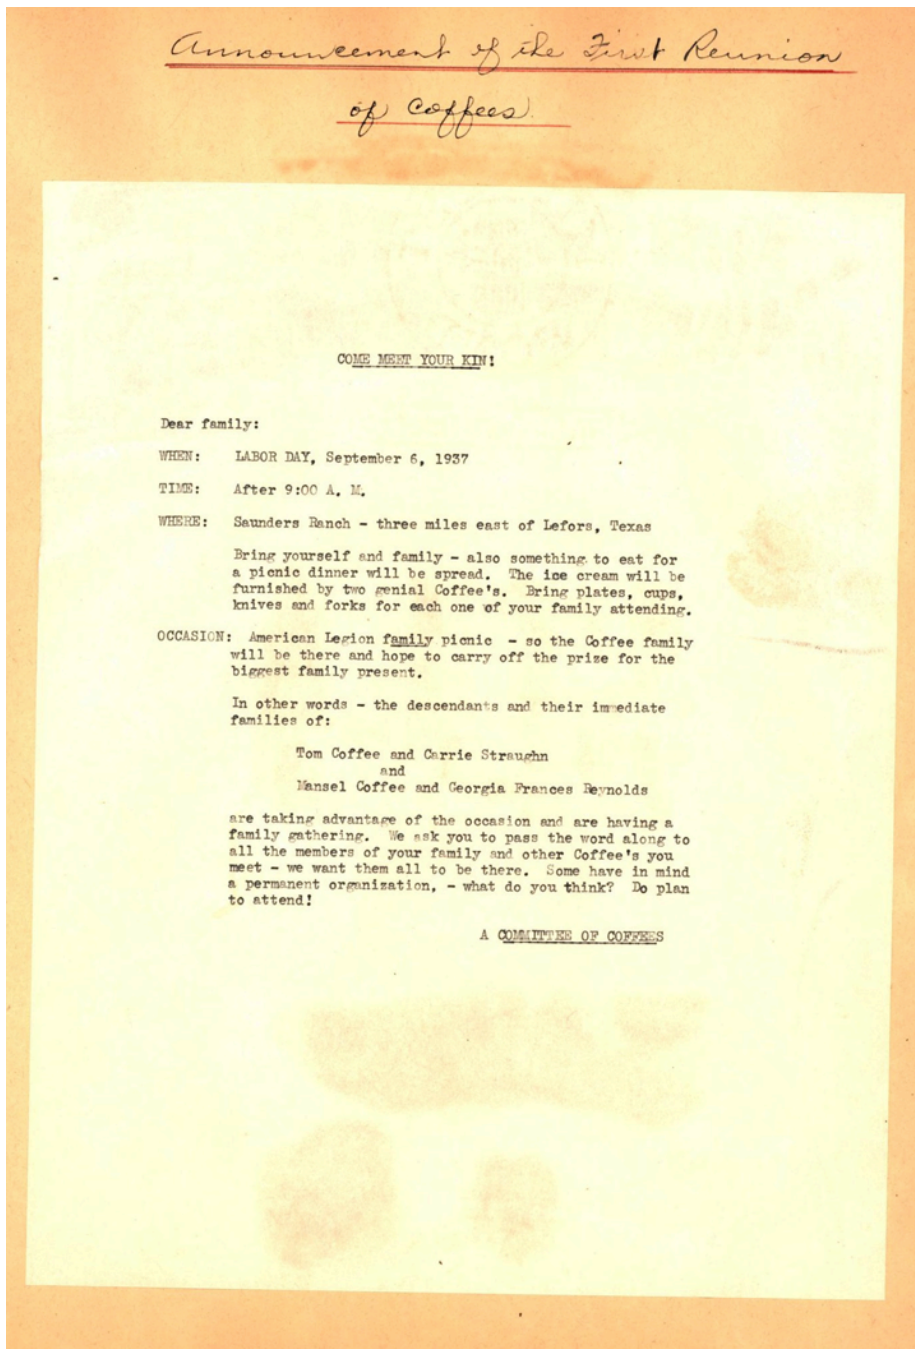 Announcement of the First Reunion
of Coffees
COME MEET YOUR KIN!
Dear family:
WHEN: LABOR DAY, September 6, 1937
TIME: After 9:00 A. M.
WHERE: Saunders Ranch - three miles east of Lefors, Texas
Bring yourself and family - also something to eat for
a picnic dinner will be spread. The ice cream will be
furnished by two genial Coffee's. Bring plates, cups,
knives and forks for each one of your family attending.
OCCASION: American Legion family picnic - so the Coffee family
will be there and hope to carry off the prize for the
biggest family present.
In other words - the descendants and their immediate
families of:
Tom Coffee and Carrie Straughn
and
Mansel Coffee and Georgia Frances Reynolds
are taking advantage of the occasion and are having a
family gathering. We ask you to pass the word along to
all the members of your family and other Coffee's you
meet - we want them all to be there. Some have in mind
a permanent organization, - what do you think? Do plan
to attend!
A COMMITTEE OF COFFEES